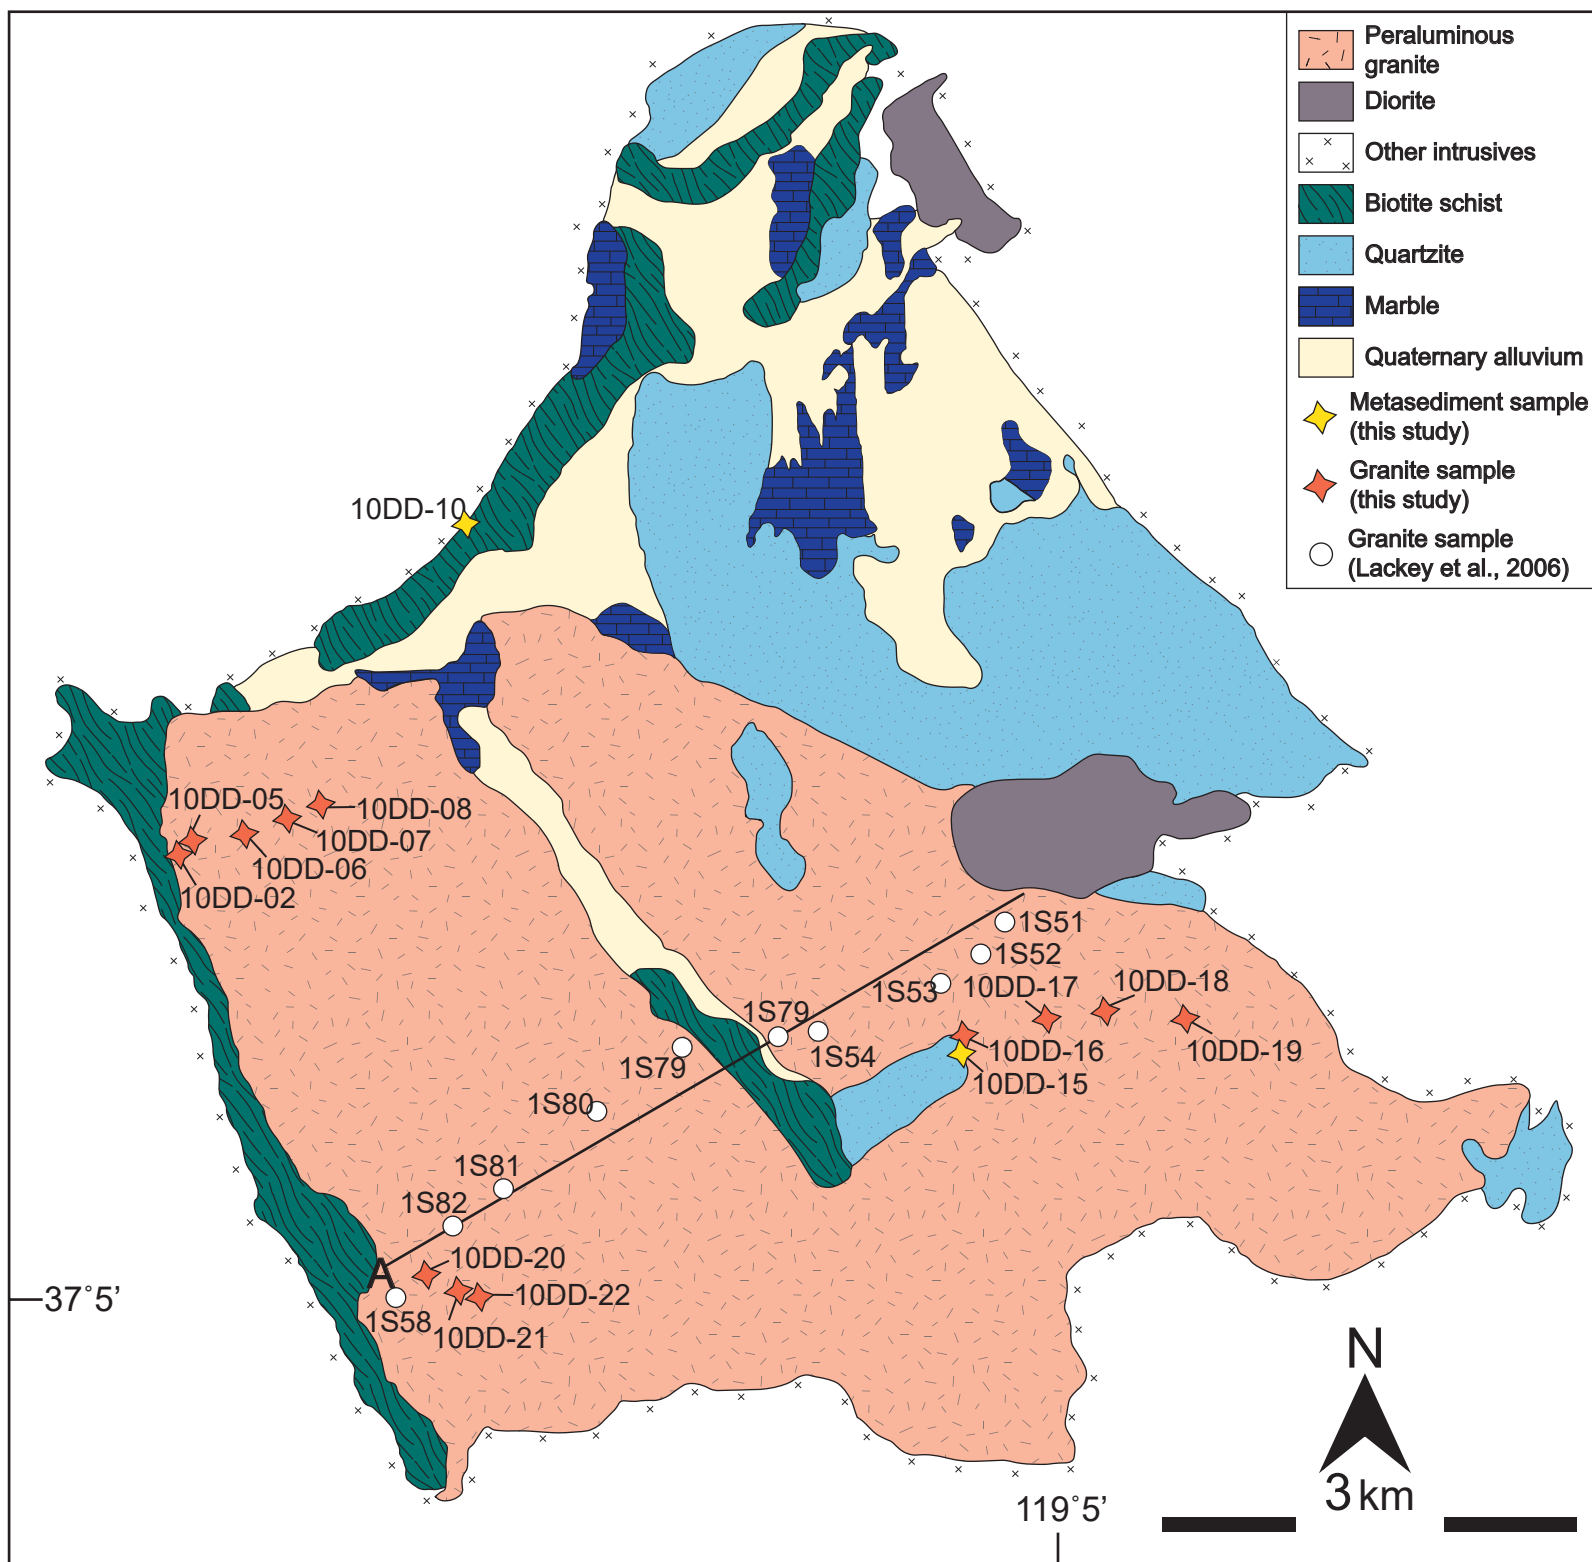 Peraluminous
granite
Diorite
Other intrusives
Biotite schist
Quartzite
Marble
Quaternary alluvium
Metasediment sample
(this study)
Granite sample
(this study)
Granite sample
(Lackey et al., 2006)
10DD-10
10DD-05
10DD-08
10DD-07
10DD-06
10DD-02
1S51
1S52
1S53
10DD-17
10DD-18
1S79
1S54
10DD-16
10DD-19
1S79
10DD-15
1S80
1S81
1S82
10DD-20
A
10DD-22
1S58
10DD-21
37°5’
N
3 km
119°5’